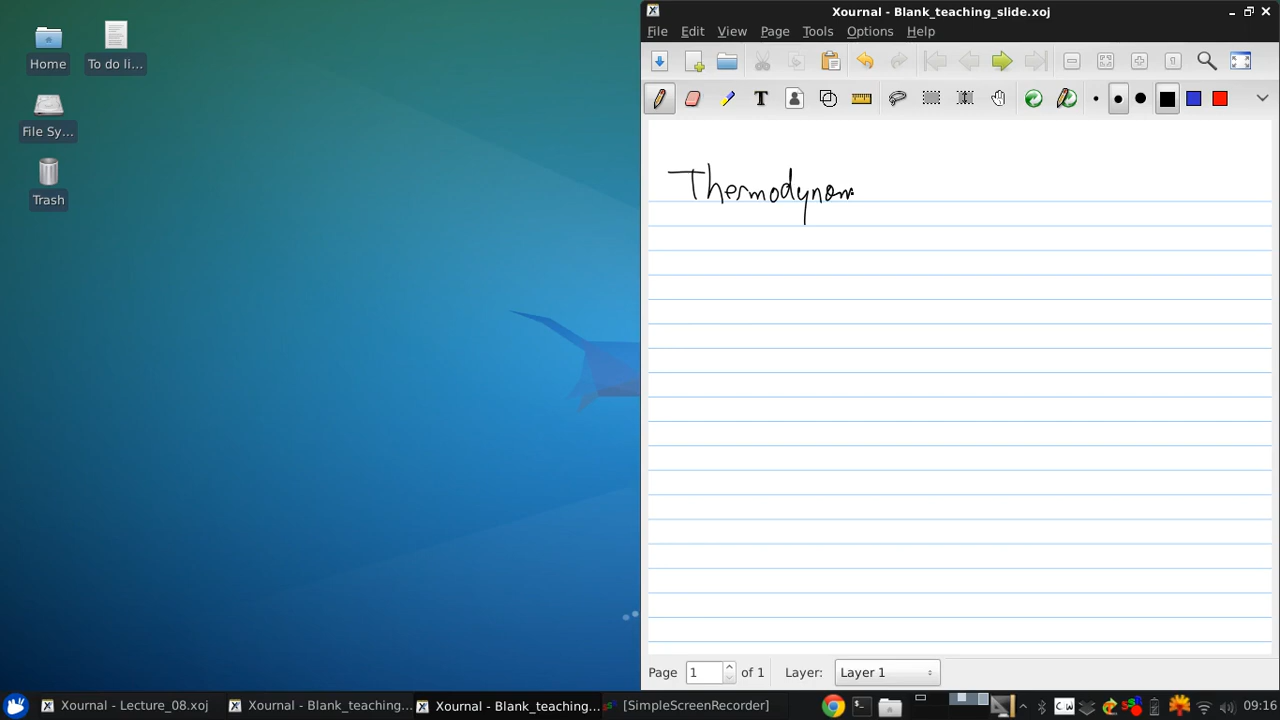 Xournal - Blank_teaching_slide.xoj
File Edit View Page Tools Options Help
Home
To do li...
File Sy...
Trash
Thermodynam
Page 1 of 1 Layer: Layer 1
Xournal - Lecture_08.xoj
Xournal - Blank_teaching...
Xournal - Blank_teaching...
[SimpleScreenRecorder]
09:16